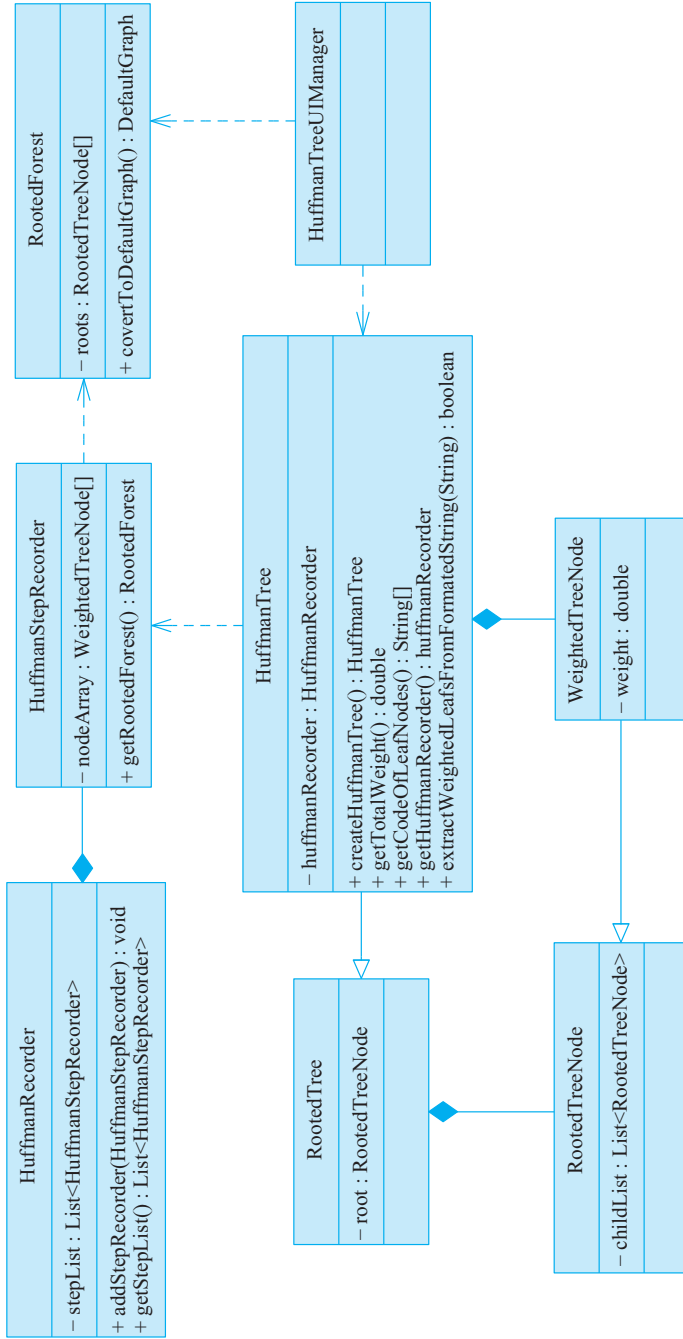 HuffmanRecorder
− stepList : List<HuffmanStepRecorder>
+ addStepRecorder(HuffmanStepRecorder) : void
+ getStepList() : List<HuffmanStepRecorder>
HuffmanStepRecorder
− nodeArray : WeightedTreeNode[]
+ getRootedForest() : RootedForest
RootedForest
− roots : RootedTreeNode[]
+ covertToDefaultGraph() : DefaultGraph
RootedTree
− root : RootedTreeNode
HuffmanTree
− huffmanRecorder : HuffmanRecorder
+ createHuffmanTree() : HuffmanTree
+ getTotalWeight() : double
+ getCodeOfLeafNodes() : String[]
+ getHuffmanRecorder() : huffmanRecorder
+ extractWeightedLeafsFromFormatedString(String) : boolean
HuffmanTreeUIManager
RootedTreeNode
− childList : List<RootedTreeNode>
WeightedTreeNode
− weight : double